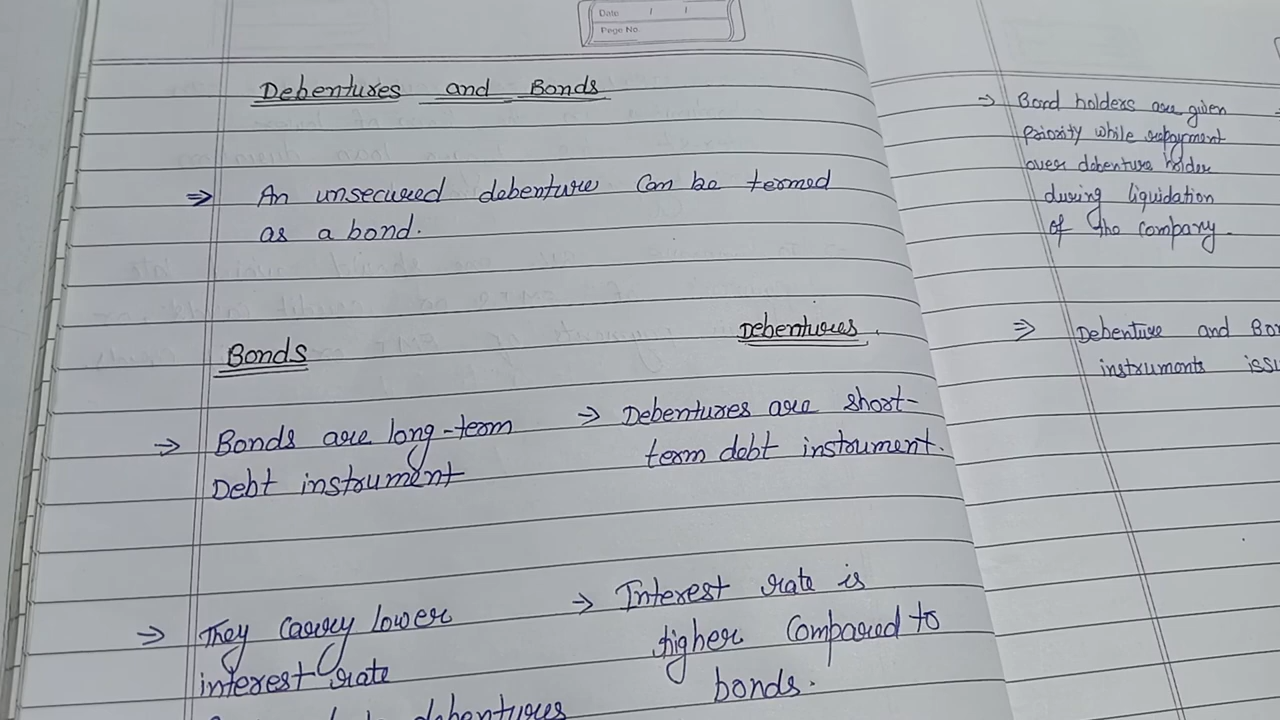 Date / /
Page No.
Debentures and Bonds
⇒ An unsecured debenture can be termed
as a bond.
Bonds
→ Bonds are long-term
Debt instrument
⇒ They carry lower
interest rate
debentures
Debentures.
→ Debentures are short-
term debt instrument.
→ Interest rate is
higher compared to
bonds.
→ Bond holders are given
priority while repayment
over debenture holder
during liquidation
of the company.
⇒ Debenture and
instruments